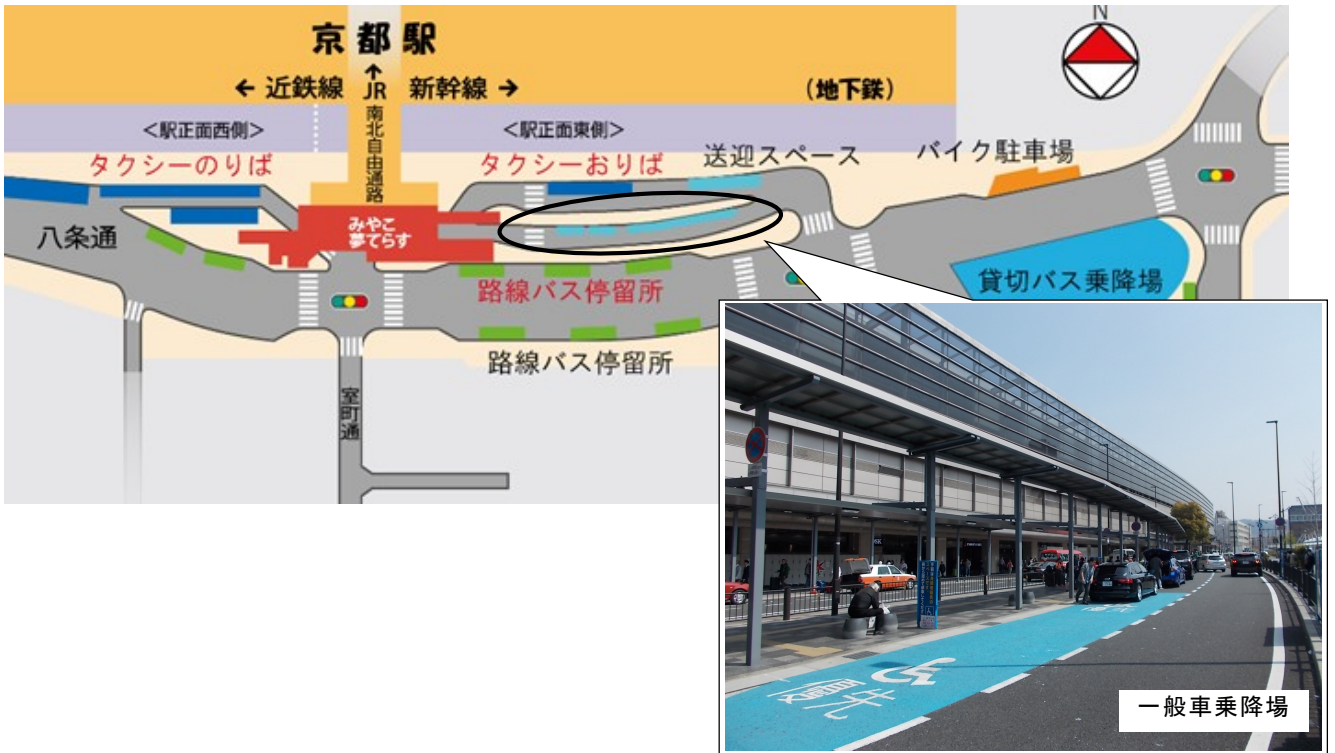 京都駅
N
← 近鉄線
↑JR
新幹線 →
(地下鉄)
南北自由通路
<駅正面西側>
<駅正面東側>
タクシーのりば
タクシーおりば
送迎スペース
バイク駐車場
八条通
みやこ
夢てらす
路線バス停留所
貸切バス乗降場
路線バス停留所
室町通
優先
優先
一般車乗降場